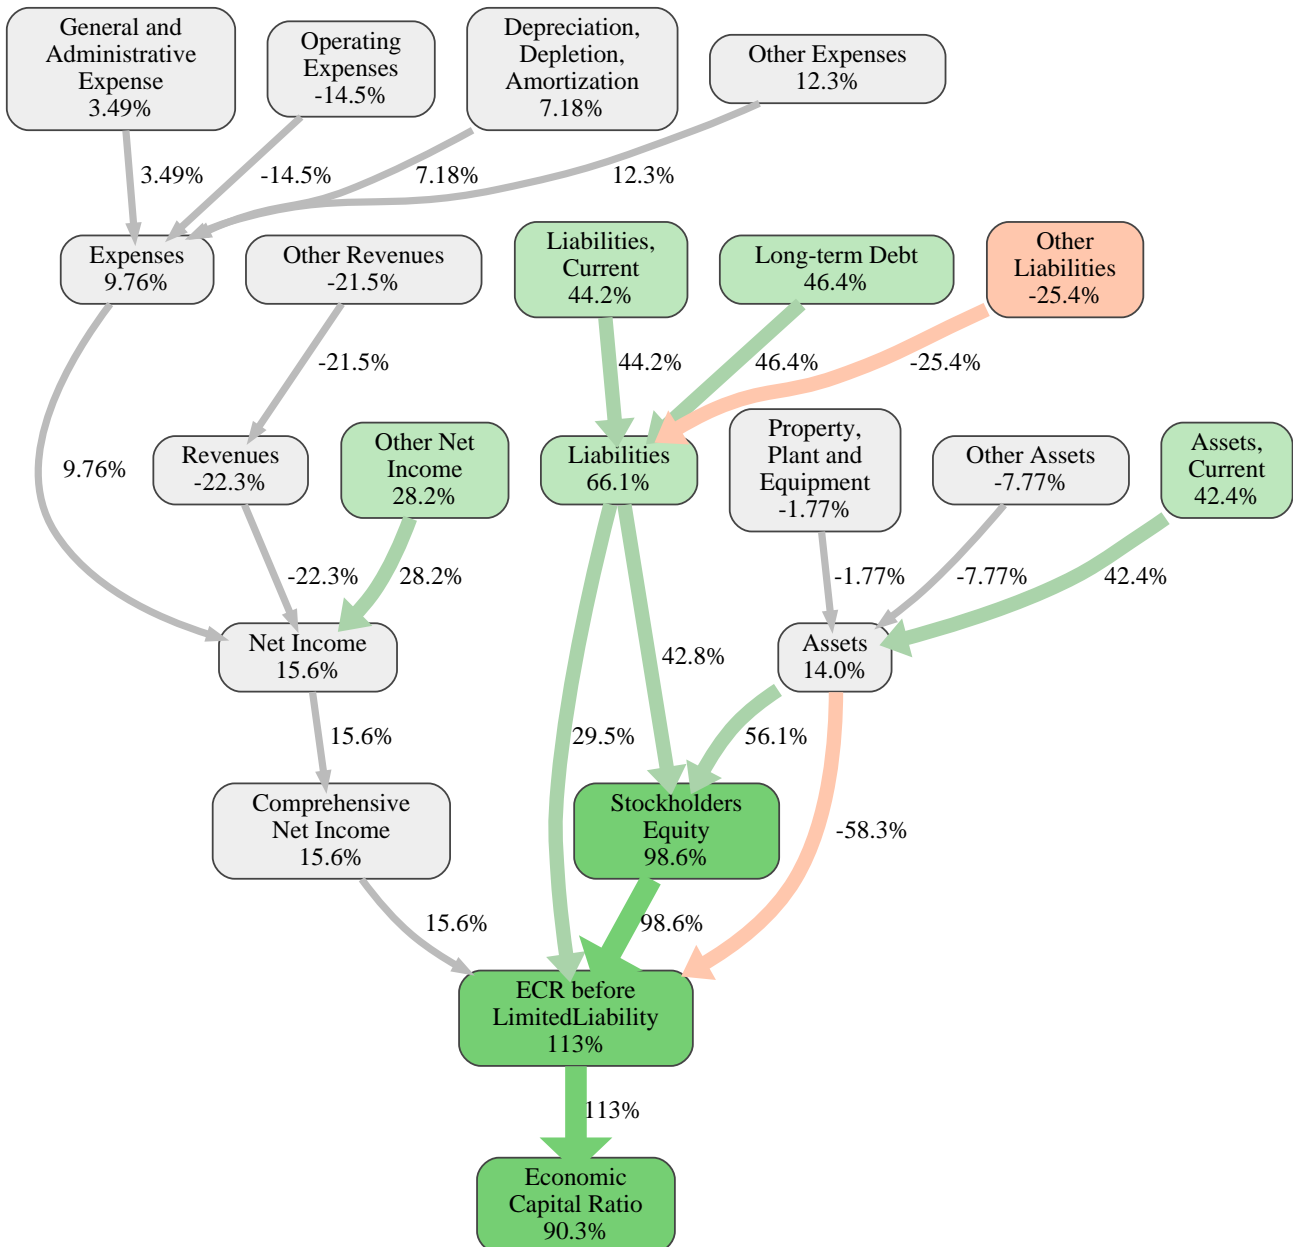 General and
Administrative
Expense
3.49%
Operating
Expenses
-14.5%
Depreciation,
Depletion,
Amortization
7.18%
Other Expenses
12.3%
3.49%
-14.5%
7.18%
12.3%
Expenses
9.76%
Other Revenues
-21.5%
Liabilities,
Current
44.2%
Long-term Debt
46.4%
Other
Liabilities
-25.4%
-21.5%
44.2%
46.4%
-25.4%
9.76%
Revenues
-22.3%
Other Net
Income
28.2%
Liabilities
66.1%
Property,
Plant and
Equipment
-1.77%
Other Assets
-7.77%
Assets,
Current
42.4%
-22.3%
28.2%
-1.77%
-7.77%
42.4%
Net Income
15.6%
42.8%
Assets
14.0%
15.6%
29.5%
56.1%
Comprehensive
Net Income
15.6%
Stockholders
Equity
98.6%
-58.3%
15.6%
98.6%
ECR before
LimitedLiability
113%
113%
Economic
Capital Ratio
90.3%